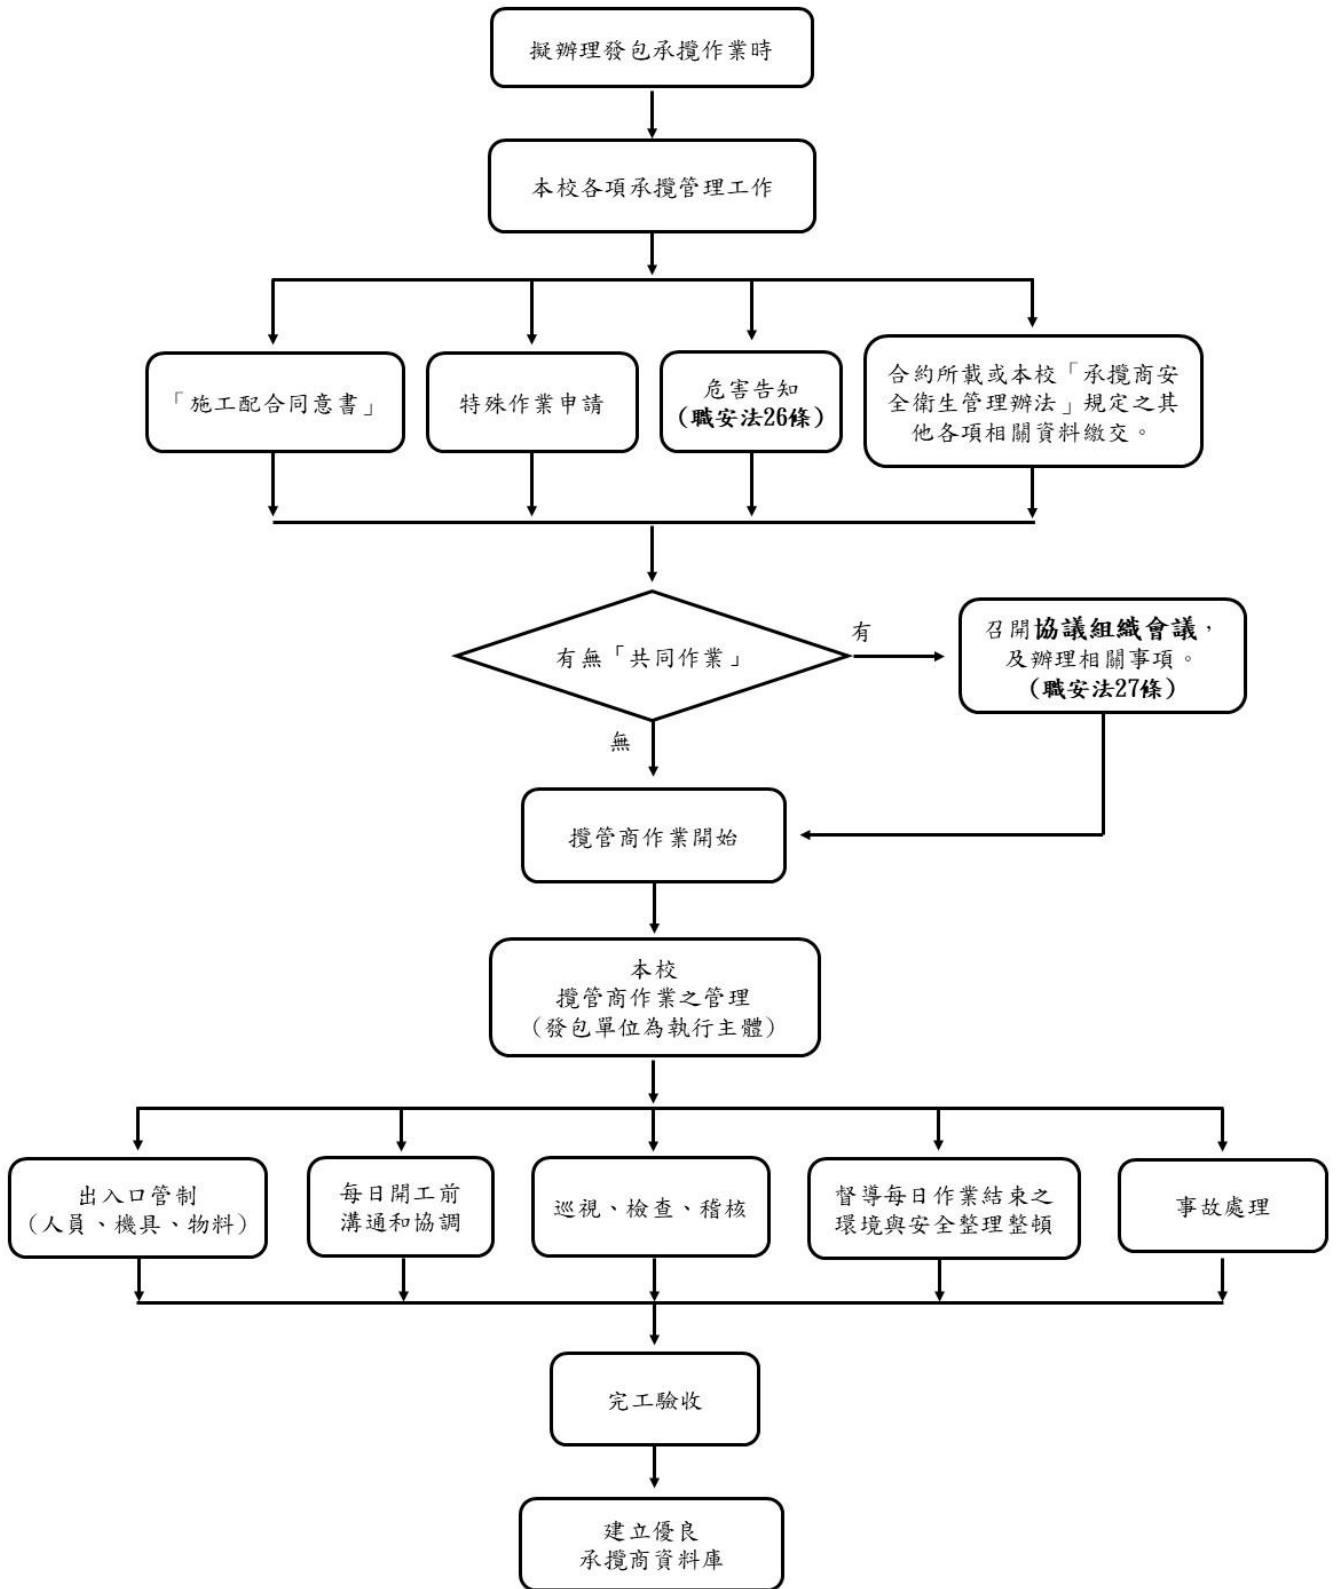 擬辦理發包承攬作業時
本校各項承攬管理工作
「施工配合同意書」
特殊作業申請
危害告知
(職安法26條)
合約所載或本校「承攬商安
全衛生管理辦法」規定之其
他各項相關資料繳交。
有無「共同作業」
有
召開協議組織會議，
及辦理相關事項。
(職安法27條)
無
攬管商作業開始
本校
攬管商作業之管理
(發包單位為執行主體)
出入口管制
(人員、機具、物料)
每日開工前
溝通和協調
巡視、檢查、稽核
督導每日作業結束之
環境與安全整理整頓
事故處理
完工驗收
建立優良
承攬商資料庫